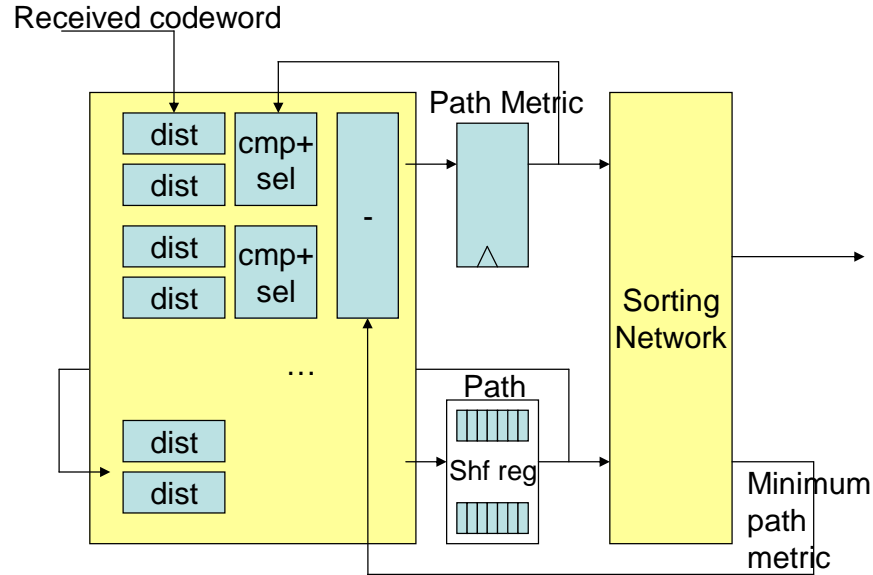 Received codeword
Path Metric
dist
cmp+
sel
dist
-
dist
cmp+
sel
dist
Sorting
Network
...
Path
dist
Shf reg
dist
Minimum
path
metric